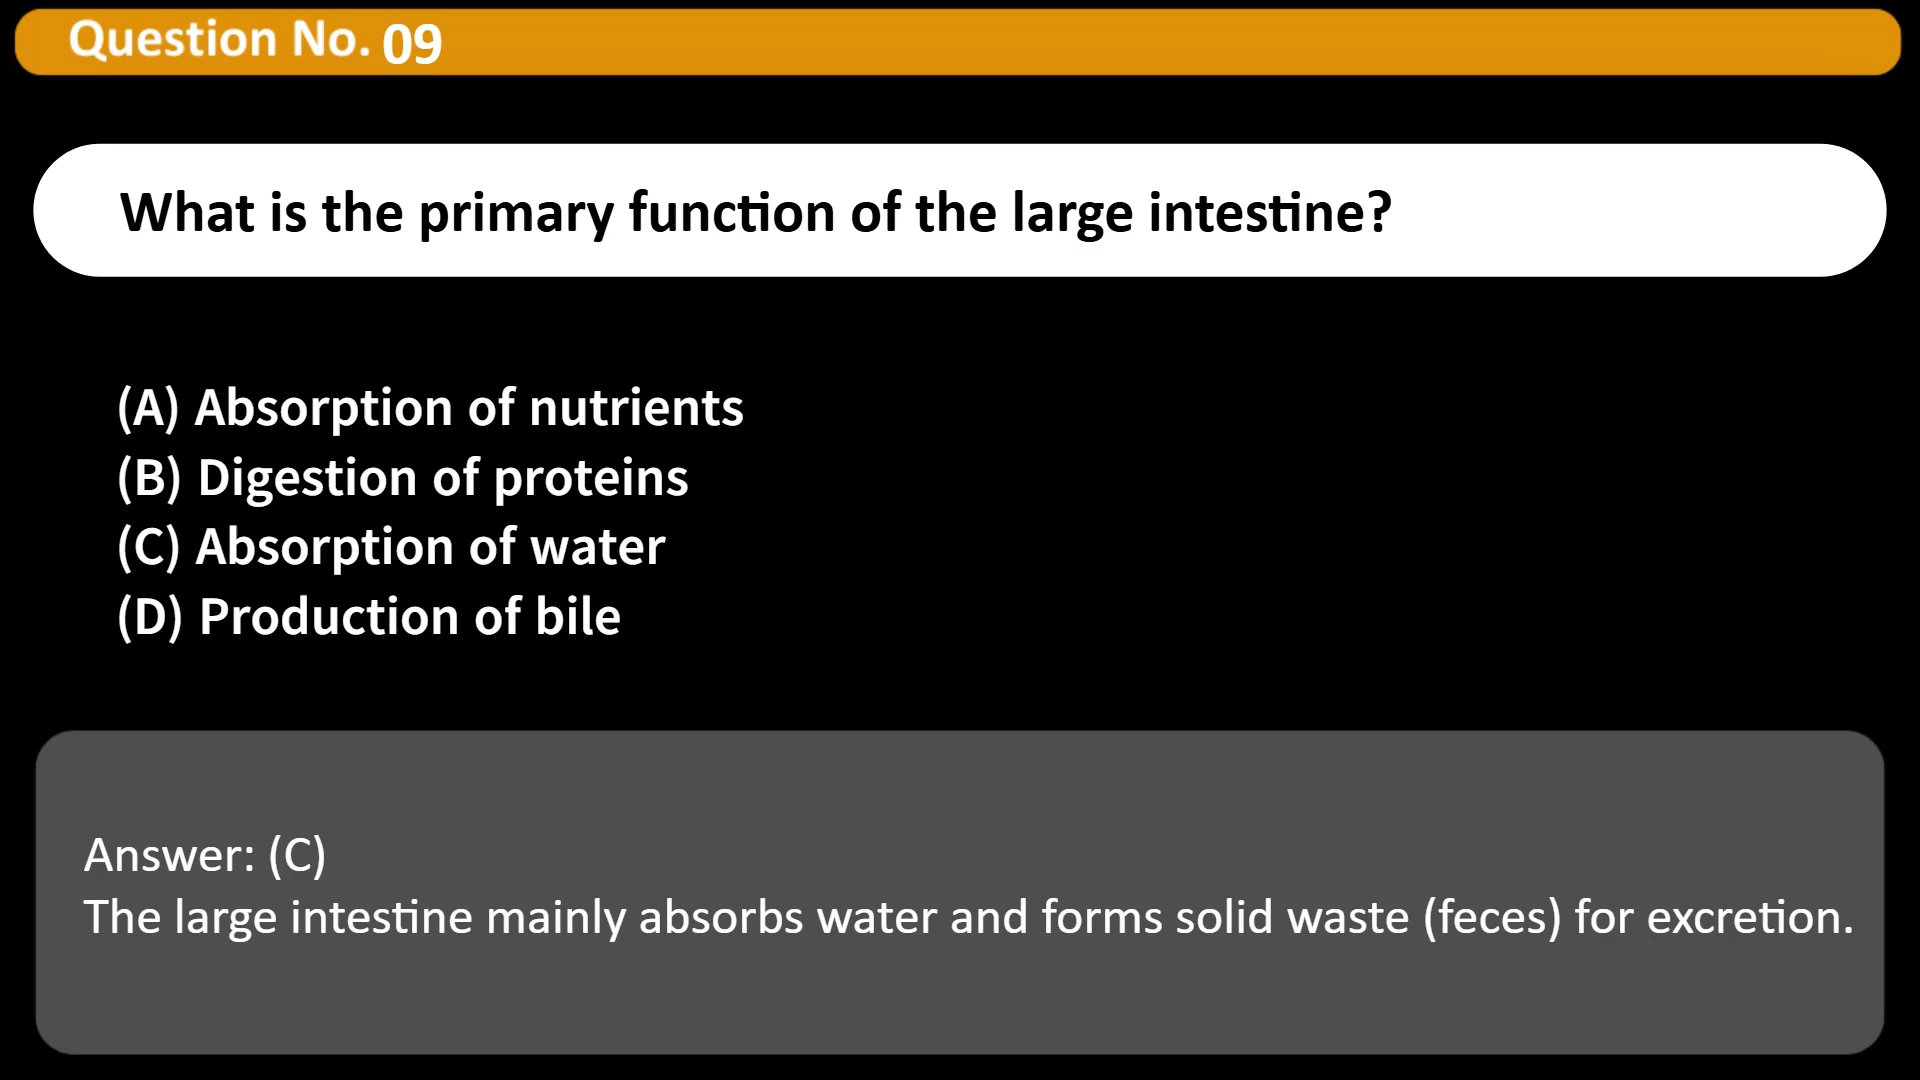 Question No. 09
What is the primary function of the large intestine?
(A) Absorption of nutrients
(B) Digestion of proteins
(C) Absorption of water
(D) Production of bile
Answer: (C)
The large intestine mainly absorbs water and forms solid waste (feces) for excretion.